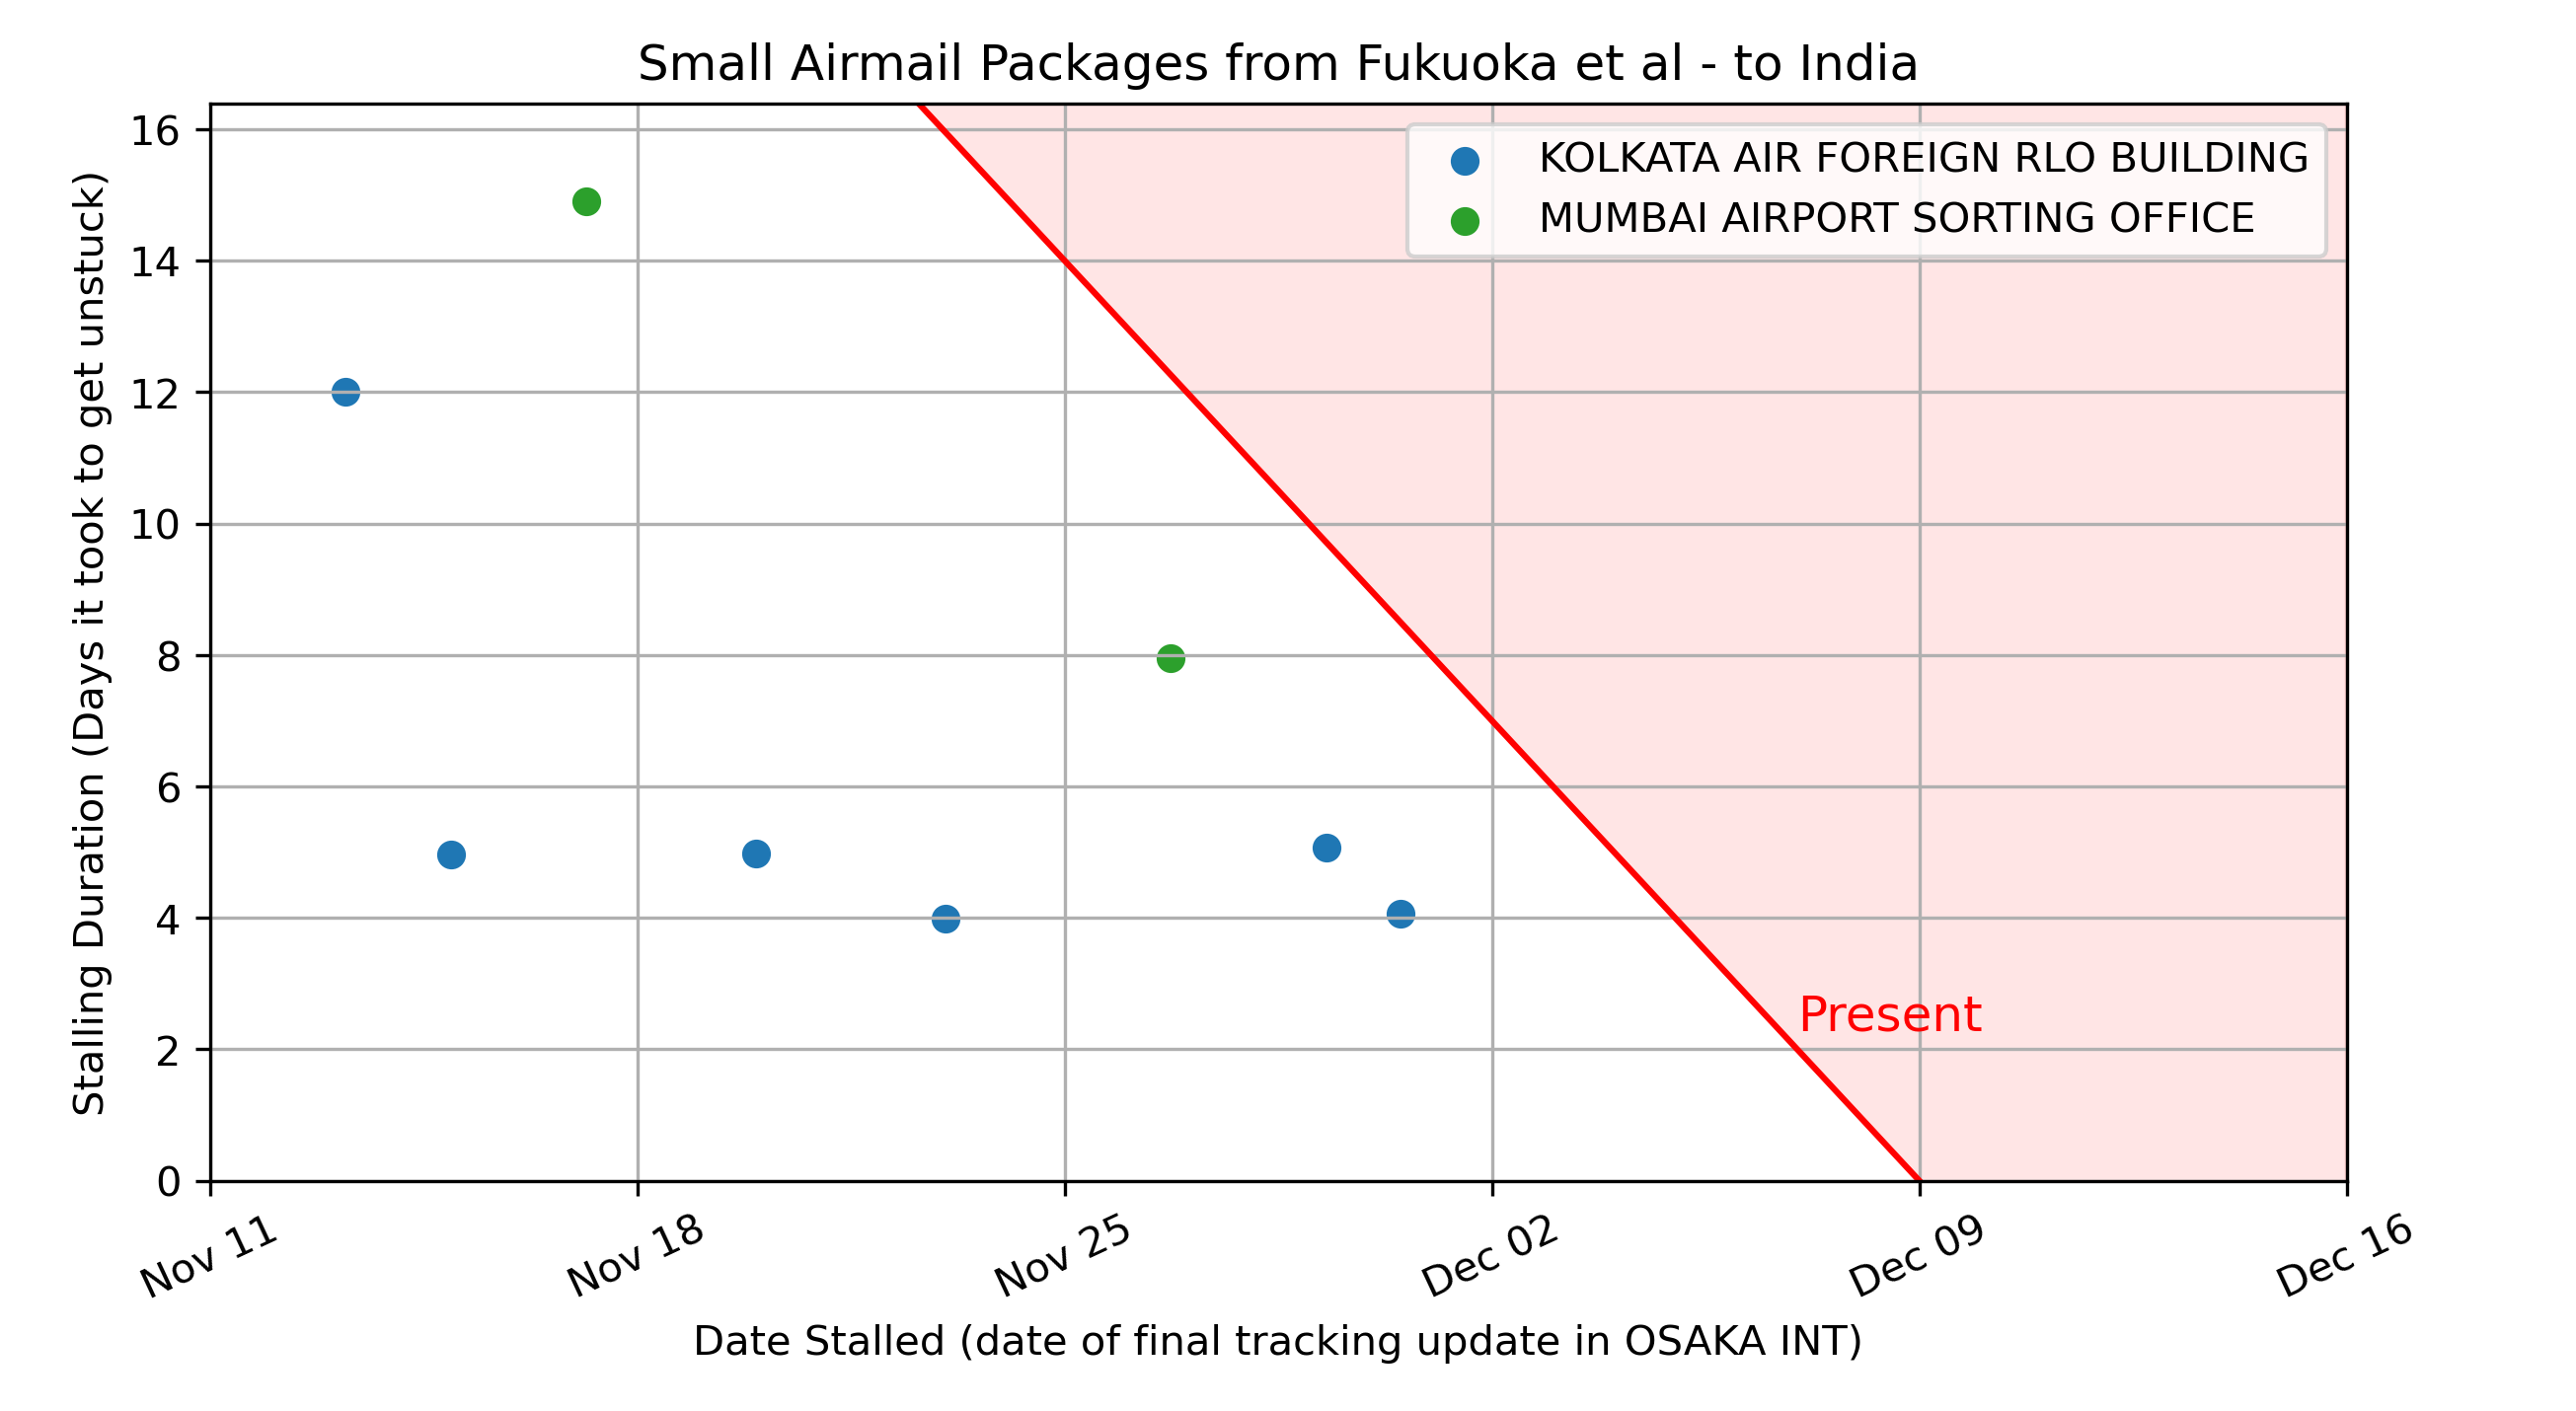 Small Airmail Packages from Fukuoka et al - to India
KOLKATA AIR FOREIGN RLO BUILDING
MUMBAI AIRPORT SORTING OFFICE
Stalling Duration (Days it took to get unstuck)
16
14
12
10
8
6
4
2
0
Present
Nov 11
Nov 18
Nov 25
Dec 02
Dec 09
Dec 16
Date Stalled (date of final tracking update in OSAKA INT)